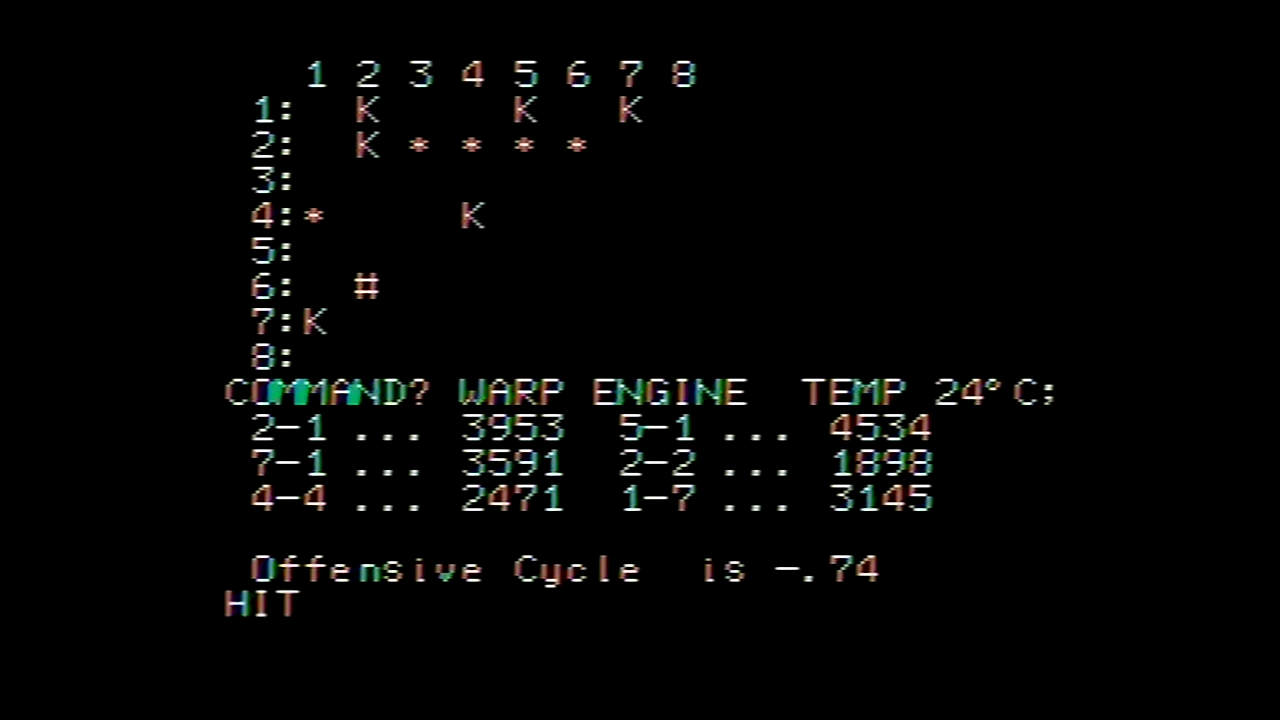 1 2 3 4 5 6 7 8
1: K K K
2: K * * * *
3:
4:* K
5:
6: #
7:K
8:
COMMAND? WARP ENGINE TEMP 24°C;
2-1 ... 3953 5-1 ... 4534
7-1 ... 3591 2-2 ... 1898
4-4 ... 2471 1-7 ... 3145
Offensive Cycle is -.74
HIT